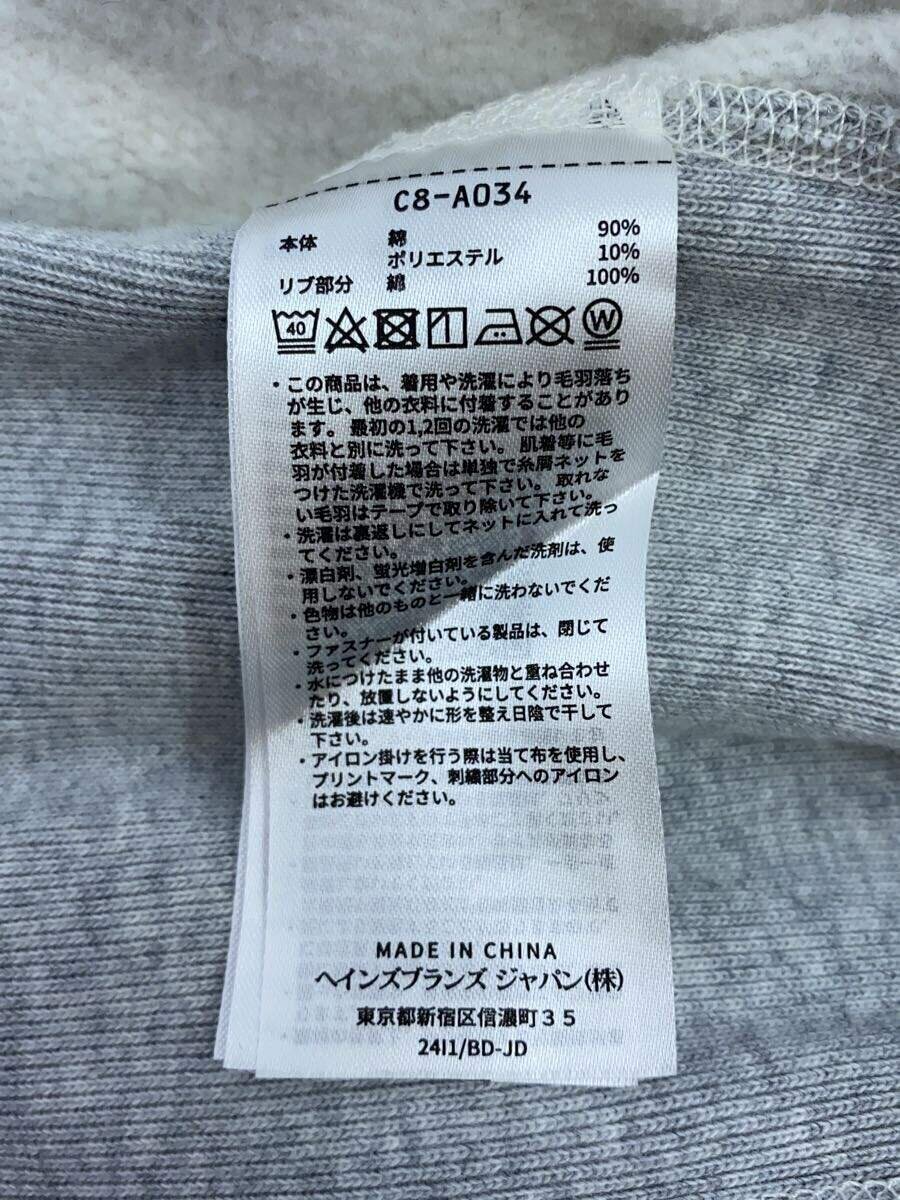 C8-A034
本体 綿 90%
ポリエステル 10%
リブ部分 綿 100%
40 W
・この商品は、着用や洗濯により毛羽落ち
が生じ、他の衣料に付着することがあり
ます。最初の1,2回の洗濯では他の
衣料と別に洗って下さい。肌着等に毛
羽が付着した場合は単独で糸屑ネットを
つけた洗濯機で洗って下さい。取れな
い毛羽はテープで取り除いて下さい。
・洗濯は裏返しにしてネットに入れて洗っ
てください。
・漂白剤、蛍光増白剤を含んだ洗剤は、使
用しないでください。
・色物は他のものと一緒に洗わないでくだ
さい。
・ファスナーが付いている製品は、閉じて
洗ってください。
・水につけたまま他の洗濯物と重ね合わせ
たり、放置しないようにしてください。
・洗濯後は速やかに形を整え日陰で干して
下さい。
・アイロン掛けを行う際は当て布を使用し、
プリントマーク、刺繍部分へのアイロン
はお避けください。
MADE IN CHINA
ヘインズブランズ ジャパン(株)
東京都新宿区信濃町35
24I1/BD-JD